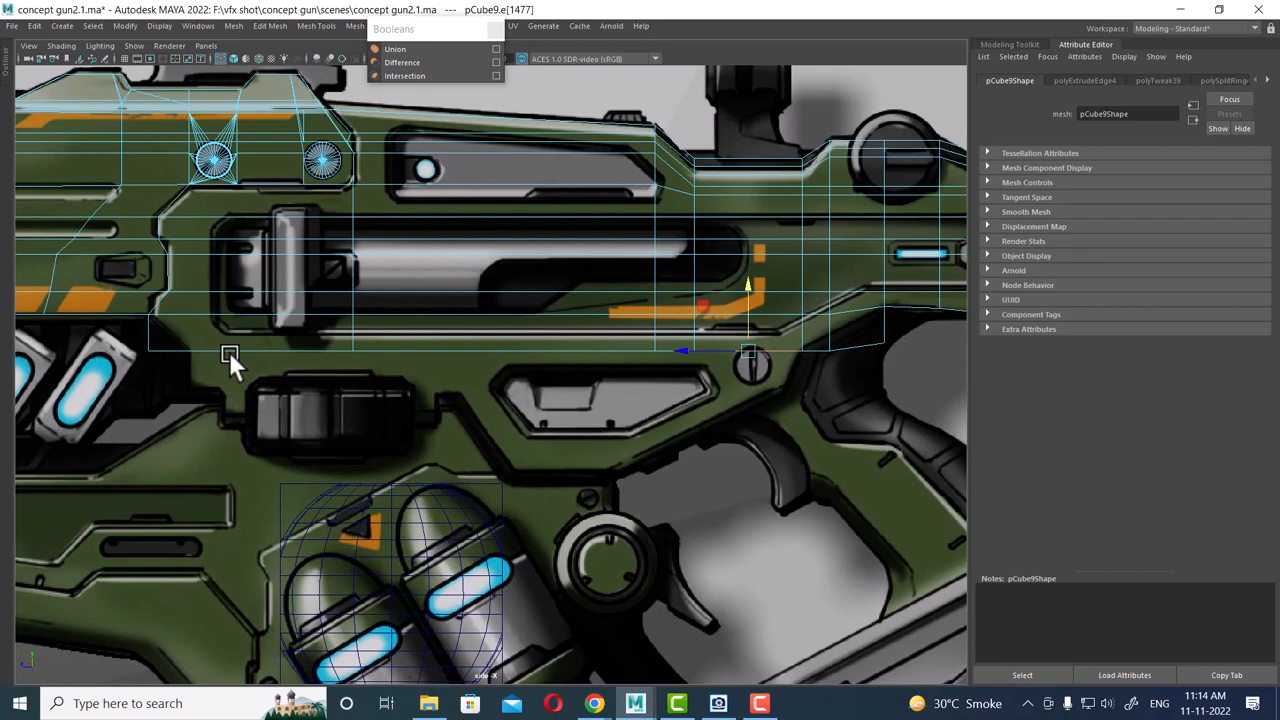 Autodesk MAYA 2022: F:\vfx shot\concept gun\scenes\concept gun2.1.ma* --- pCube9.e[1477]
File Edit Create Select Modify Display Windows Mesh Edit Mesh Mesh Tools Mesh UV Generate Cache Arnold Help
Workspace: Modeling - Standard*
Booleans
Union
Difference
Intersection
View Shading Lighting Show Renderer Panels
ACES 1.0 SDR-video (sRGB)
Outliner
Modeling Toolkit Attribute Editor
List Selected Focus Attributes Display Show Help
pCube9Shape polyExtrudeEdge4 polyTweak39 polySplitRing
Focus
Presets
mesh: pCube9Shape
Show Hide
Tessellation Attributes
Mesh Component Display
Mesh Controls
Tangent Space
Smooth Mesh
Displacement Map
Render Stats
Object Display
Arnold
Node Behavior
UUID
Component Tags
Extra Attributes
Notes: pCube9Shape
Select Load Attributes Copy Tab
side -X
Type here to search
30°C Smoke
11:14 AM
11-11-2022